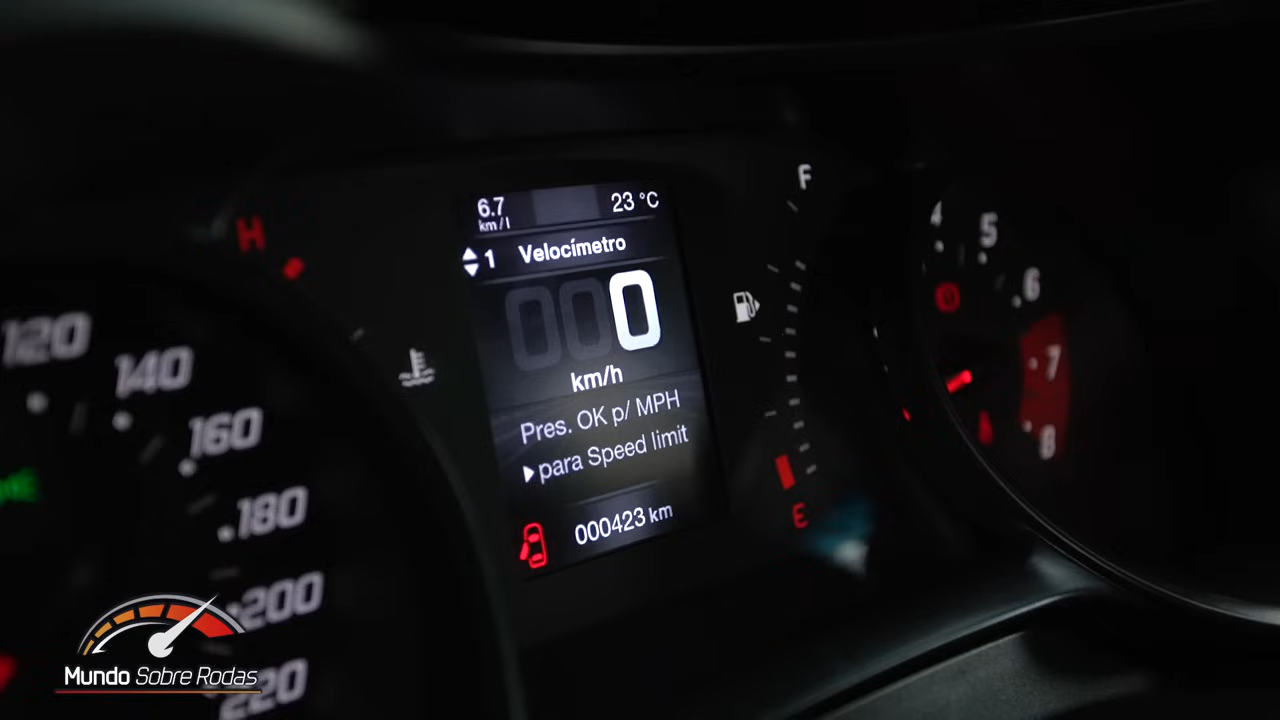 6.7
km/l
23 °C
1 Velocímetro
000
km/h
Pres. OK p/ MPH
para Speed limit
000423 km
H
F
E
120
140
160
180
200
220
4
5
6
7
8
Mundo Sobre Rodas